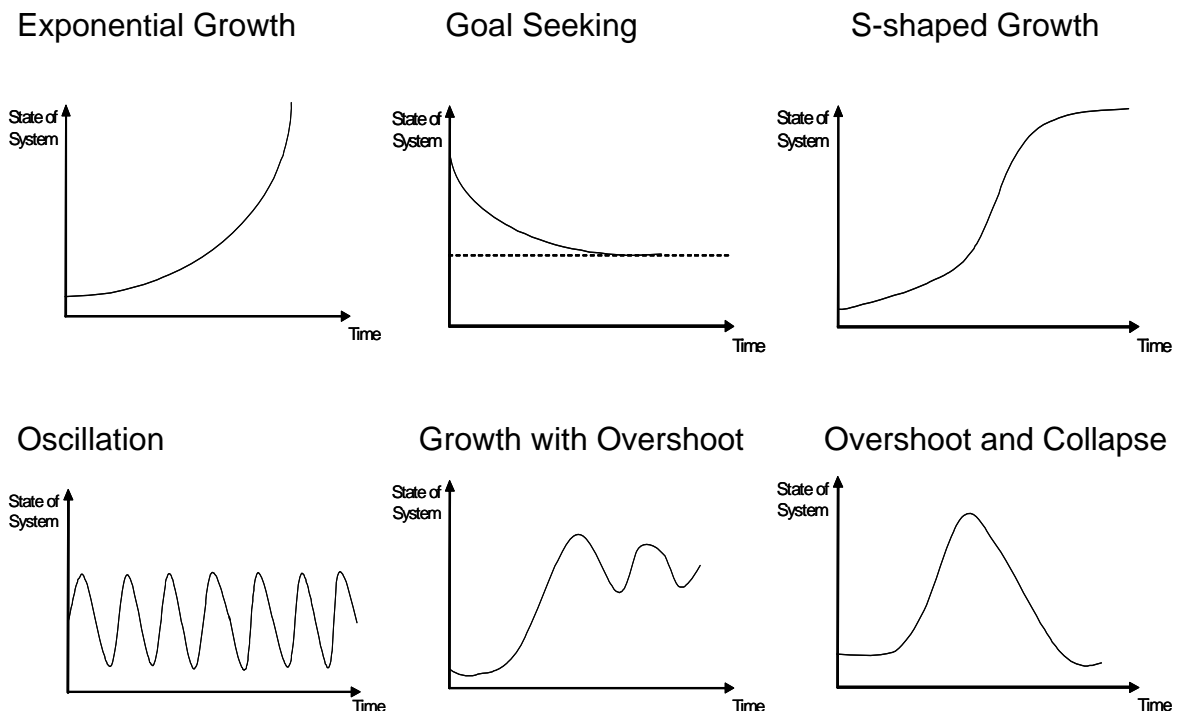 Exponential Growth
Goal Seeking
S-shaped Growth
State of
System
Time
State of
System
Time
State of
System
Time
Oscillation
Growth with Overshoot
Overshoot and Collapse
State of
System
Time
State of
System
Time
State of
System
Time